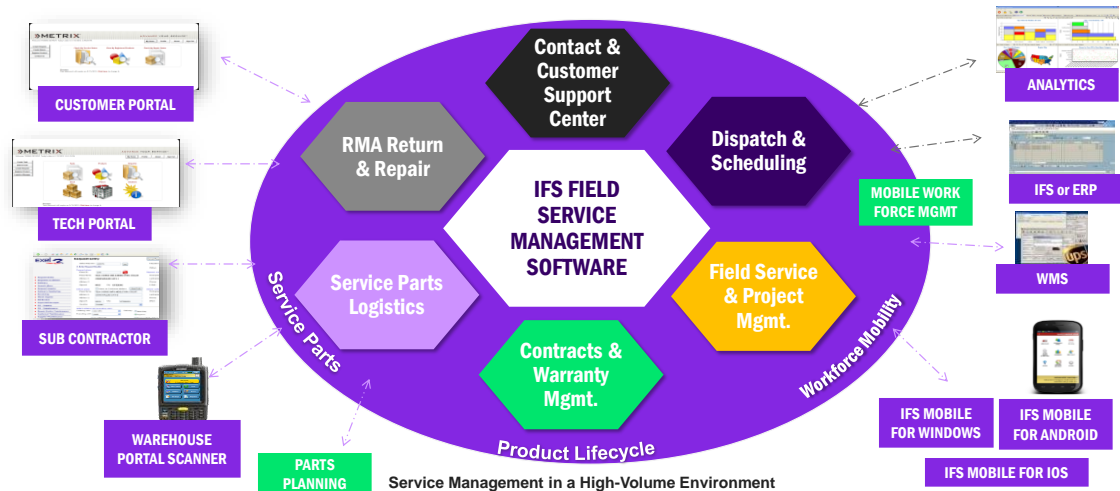 METRIX
CUSTOMER PORTAL
METRIX
TECH PORTAL
SUB CONTRACTOR
WAREHOUSE
PORTAL SCANNER
PARTS
PLANNING
Contact &
Customer
Support
Center
RMA Return
& Repair
Dispatch &
Scheduling
IFS FIELD
SERVICE
MANAGEMENT
SOFTWARE
Service Parts
Logistics
Field Service
& Project
Mgmt.
Contracts &
Warranty
Mgmt.
Service Parts
Product Lifecycle
Workforce Mobility
MOBILE WORK
FORCE MGMT
ANALYTICS
IFS or ERP
ups
WMS
IFS MOBILE
FOR WINDOWS
IFS MOBILE
FOR ANDROID
IFS MOBILE FOR IOS
Service Management in a High-Volume Environment